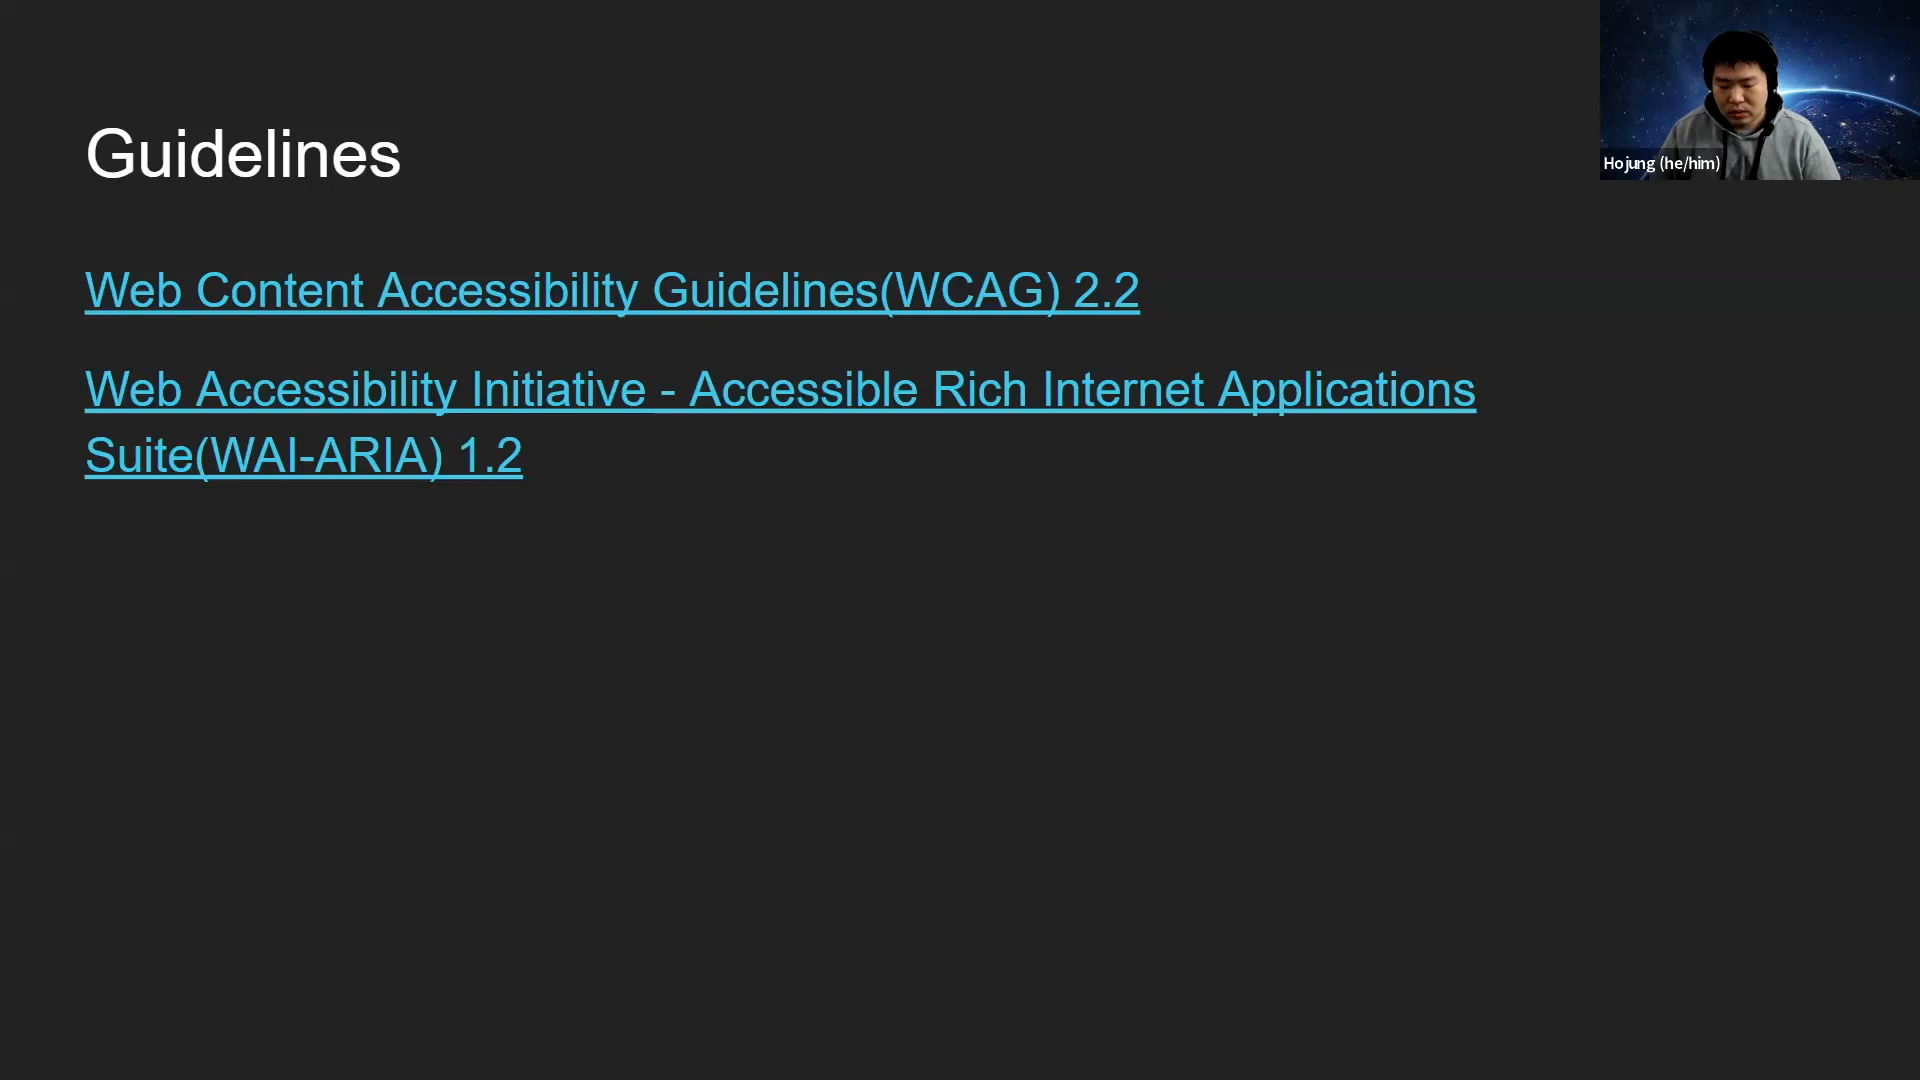 Guidelines
Hojung (he/him)
Web Content Accessibility Guidelines(WCAG) 2.2
Web Accessibility Initiative - Accessible Rich Internet Applications
Suite(WAI-ARIA) 1.2